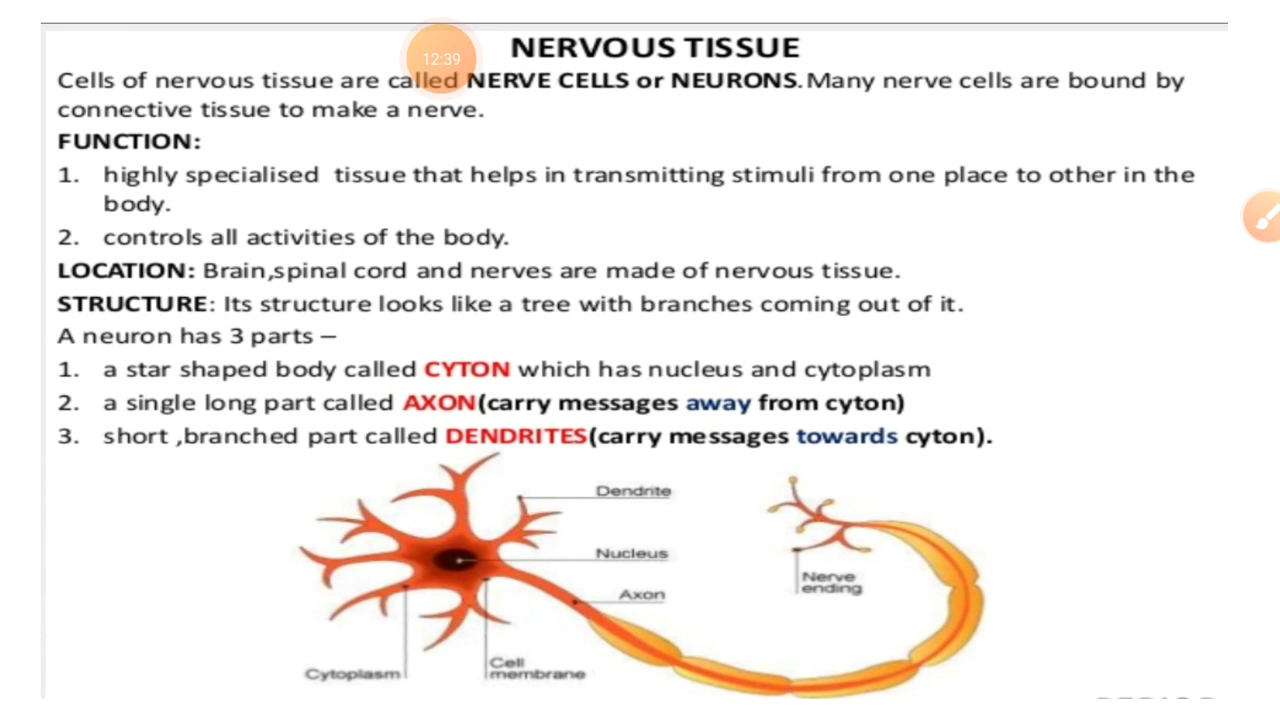 NERVOUS TISSUE
12:39
Cells of nervous tissue are called NERVE CELLS or NEURONS.Many nerve cells are bound by
connective tissue to make a nerve.
FUNCTION:
1. highly specialised tissue that helps in transmitting stimuli from one place to other in the
body.
2. controls all activities of the body.
LOCATION: Brain,spinal cord and nerves are made of nervous tissue.
STRUCTURE: Its structure looks like a tree with branches coming out of it.
A neuron has 3 parts –
1. a star shaped body called CYTON which has nucleus and cytoplasm
2. a single long part called AXON(carry messages away from cyton)
3. short ,branched part called DENDRITES(carry messages towards cyton).
Dendrite
Nucleus
Nerve
ending
Axon
Cell
membrane
Cytoplasm